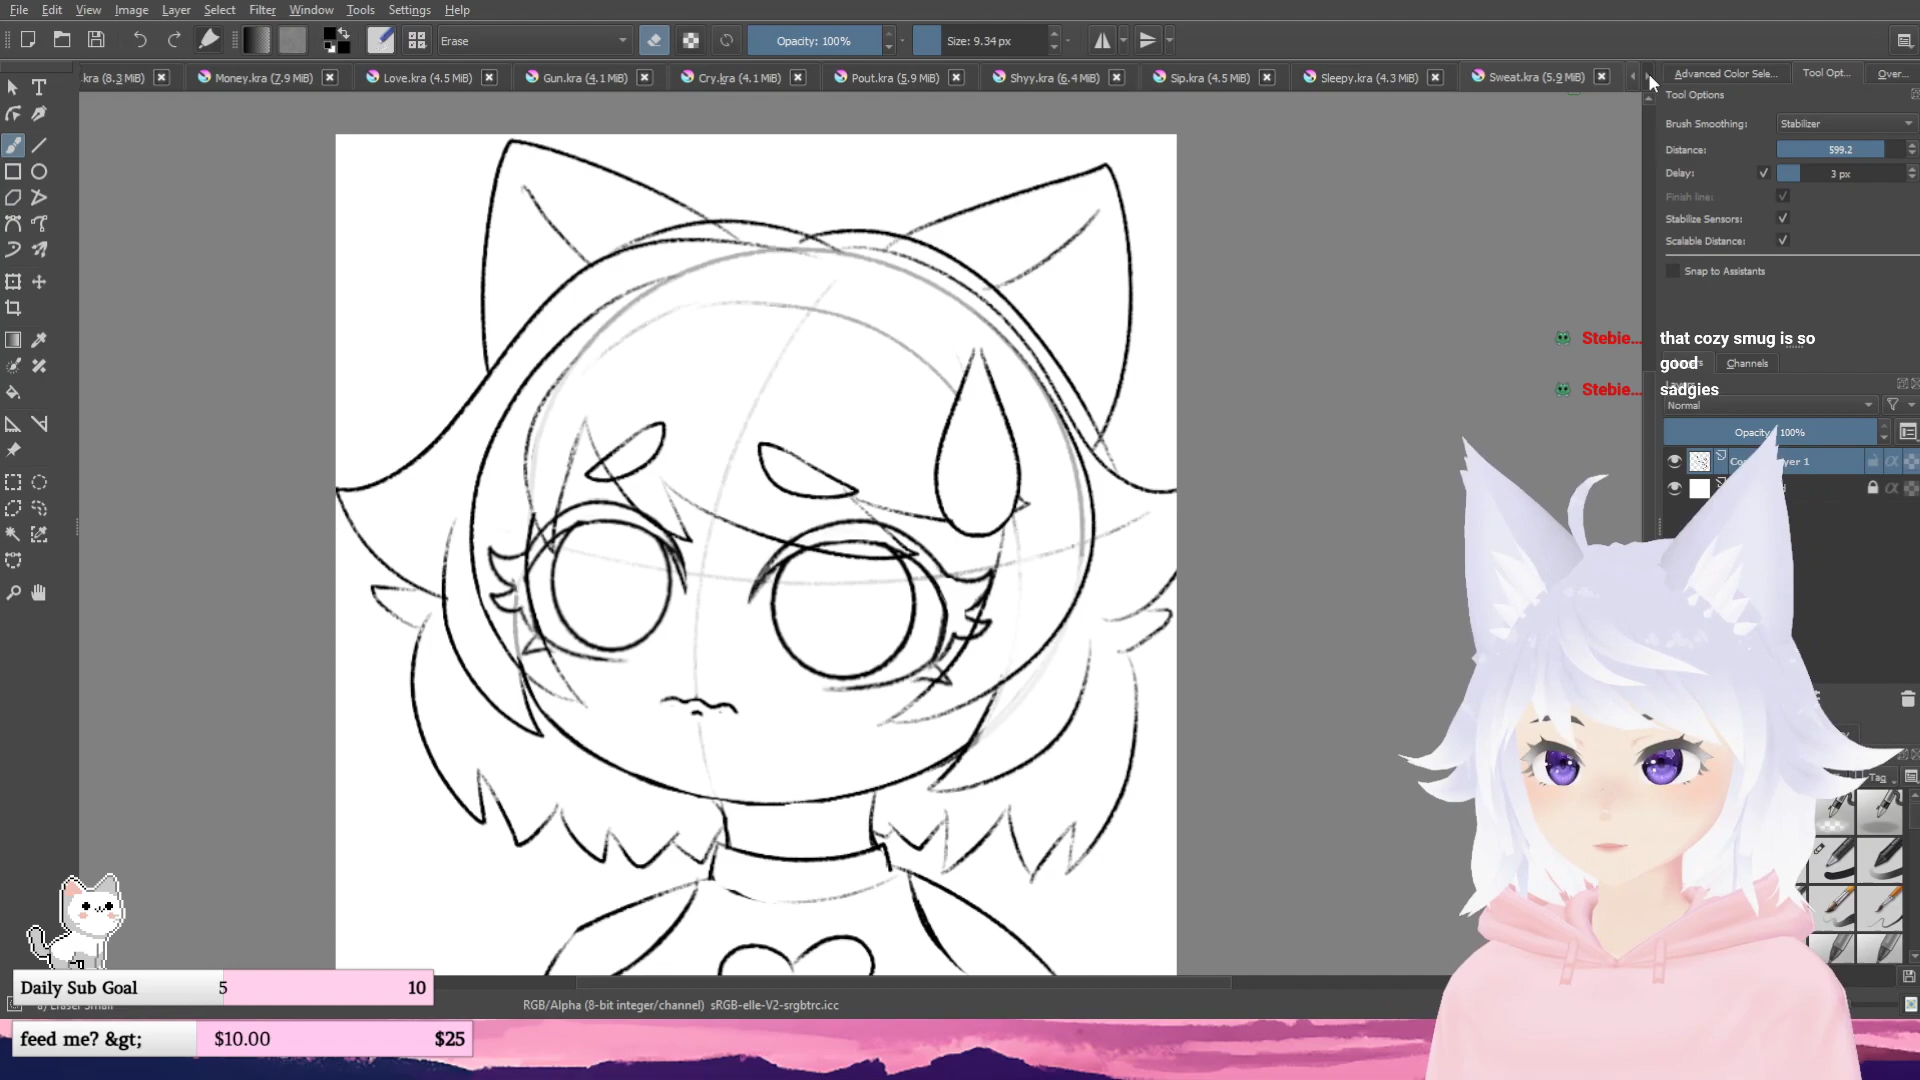 File Edit View Image Layer Select Filter Window Tools Settings Help
Erase Opacity: 100% Size: 9.34 px
.kra (8.3 MiB) Money.kra (7.9 MiB) Love.kra (4.5 MiB) Gun.kra (4.1 MiB) Cry.kra (4.1 MiB) Pout.kra (5.9 MiB) Shyy.kra (6.4 MiB) Sip.kra (4.5 MiB) Sleepy.kra (4.3 MiB) Sweat.kra (5.9 MiB)
Advanced Color Sele... Tool Opt... Over...
Tool Options
Brush Smoothing: Stabilizer
Distance: 599.2
Delay: 3 px
Finish line:
Stabilize Sensors:
Scalable Distance:
Snap to Assistants
Stebie... that cozy smug is so
good
Channels
Stebie... sadgies
Normal
Opacity: 100%
Tag
Daily Sub Goal 5 10
RGB/Alpha (8-bit integer/channel) sRGB-elle-V2-srgbtrc.icc
feed me? &gt; $10.00 $25